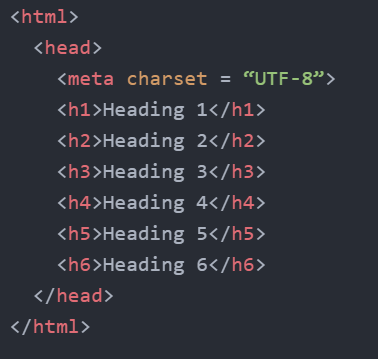 <html>
<head>
<meta charset = “UTF-8”>
<h1>Heading 1</h1>
<h2>Heading 2</h2>
<h3>Heading 3</h3>
<h4>Heading 4</h4>
<h5>Heading 5</h5>
<h6>Heading 6</h6>
</head>
</html>